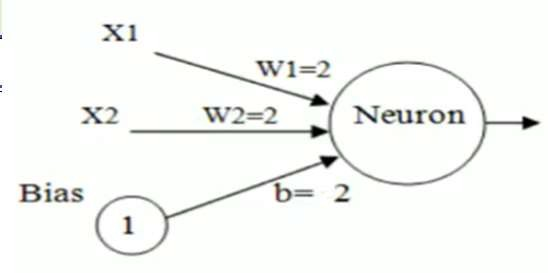 X1
W1=2
X2
W2=2
Neuron
Bias
1
b= 2